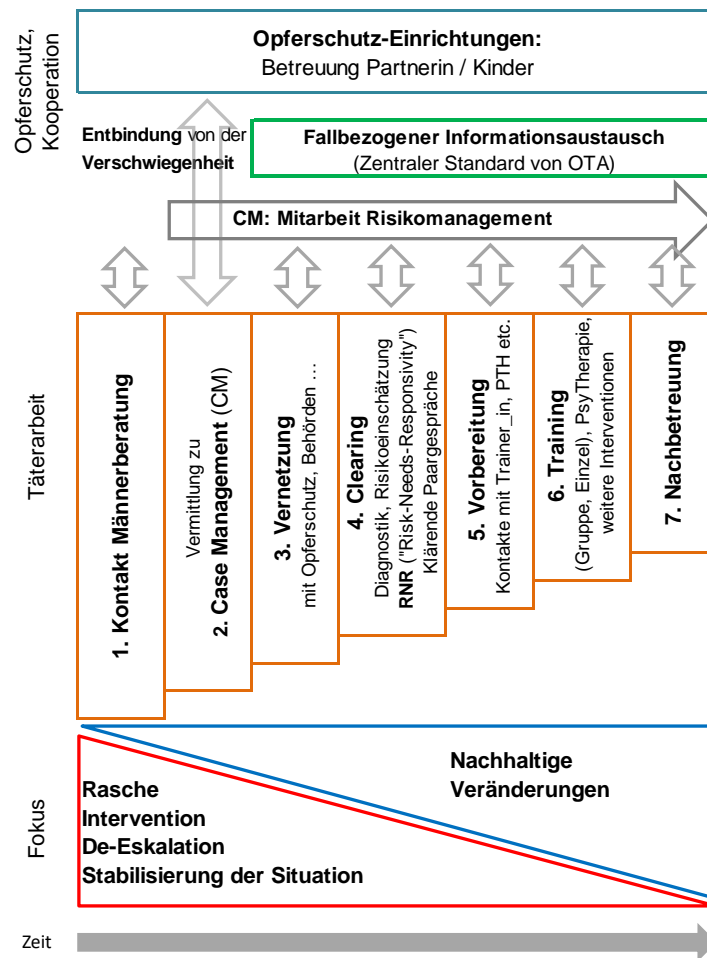 Opferschutz,
Kooperation
Opferschutz-Einrichtungen:
Betreuung Partnerin / Kinder
Entbindung von der
Verschwiegenheit
Fallbezogener Informationsaustausch
(Zentraler Standard von OTA)
CM: Mitarbeit Risikomanagement
Täterarbeit
1. Kontakt Männerberatung
Vermittlung zu
2. Case Management (CM)
3. Vernetzung
mit Opferschutz, Behörden …
4. Clearing
Diagnostik, Risikoeinschätzung
RNR ("Risk-Needs-Responsivity")
Klärende Paargespräche
5. Vorbereitung
Kontakte mit Trainer_in, PTH etc.
6. Training
(Gruppe, Einzel), PsyTherapie,
weitere Interventionen
7. Nachbetreuung
Fokus
Nachhaltige
Veränderungen
Rasche
Intervention
De-Eskalation
Stabilisierung der Situation
Zeit